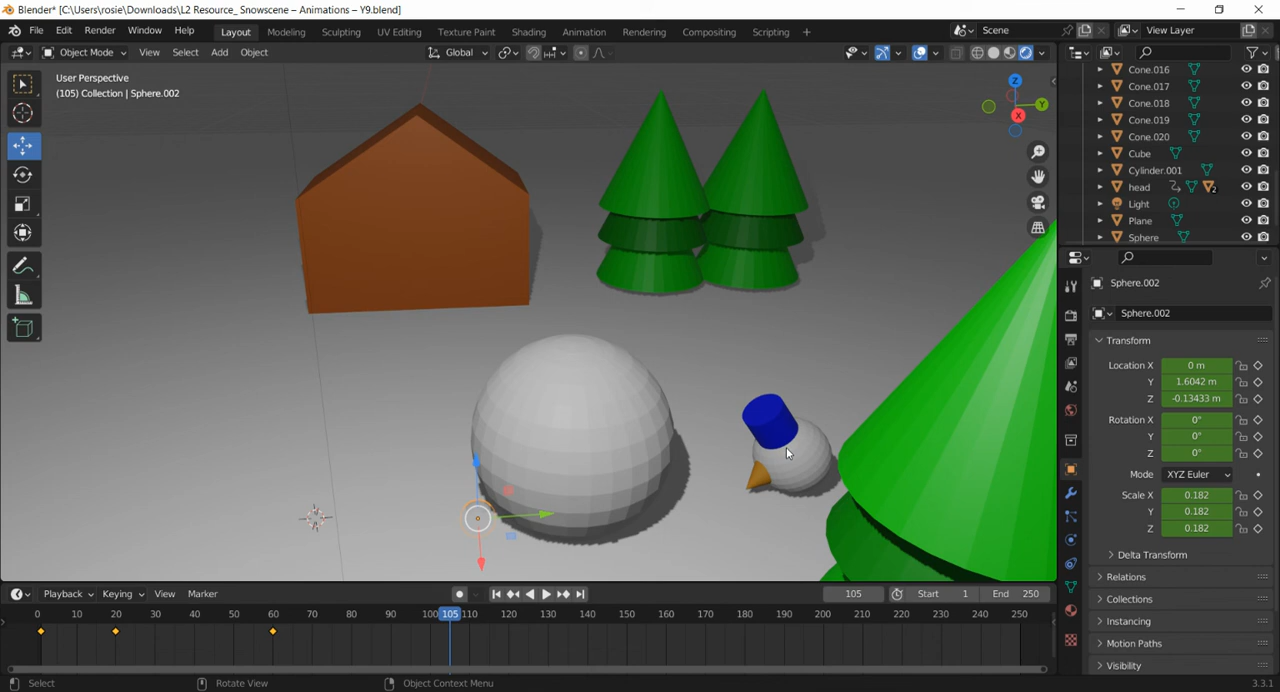 Blender* [C:\Users\rosie\Downloads\L2 Resource_ Snowscene – Animations - Y9.blend]
File Edit Render Window Help Layout Modeling Sculpting UV Editing Texture Paint Shading Animation Rendering Compositing Scripting + Scene View Layer
Object Mode View Select Add Object Global
User Perspective
(105) Collection | Sphere.002
Z
Y
X
Cone.016
Cone.017
Cone.018
Cone.019
Cone.020
Cube
Cylinder.001
head 2
Light
Plane
Sphere
Sphere.002
Sphere.002
Transform
Location X 0 m
Y 1.6042 m
Z -0.13433 m
Rotation X 0°
Y 0°
Z 0°
Mode XYZ Euler
Scale X 0.182
Y 0.182
Z 0.182
Delta Transform
Relations
Collections
Instancing
Motion Paths
Visibility
Playback Keying View Marker 105 Start 1 End 250
0 10 20 30 40 50 60 70 80 90 100 105 110 120 130 140 150 160 170 180 190 200 210 220 230 240 250
Select Rotate View Object Context Menu 3.3.1